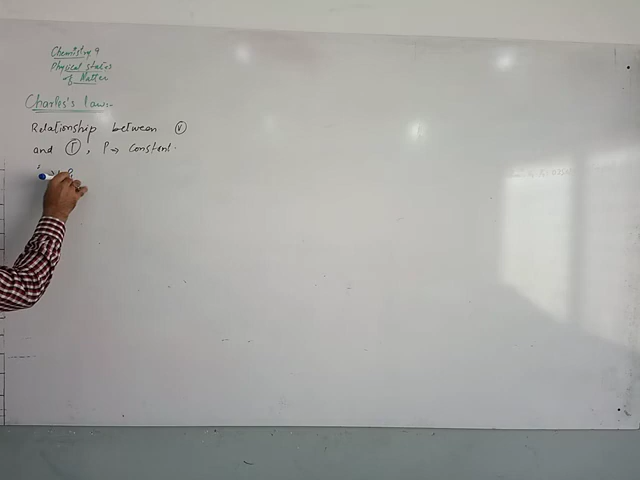 Chemistry 9
Physical states
of Matter
Charles's law:
Relationship between V
and T, P → Constant.